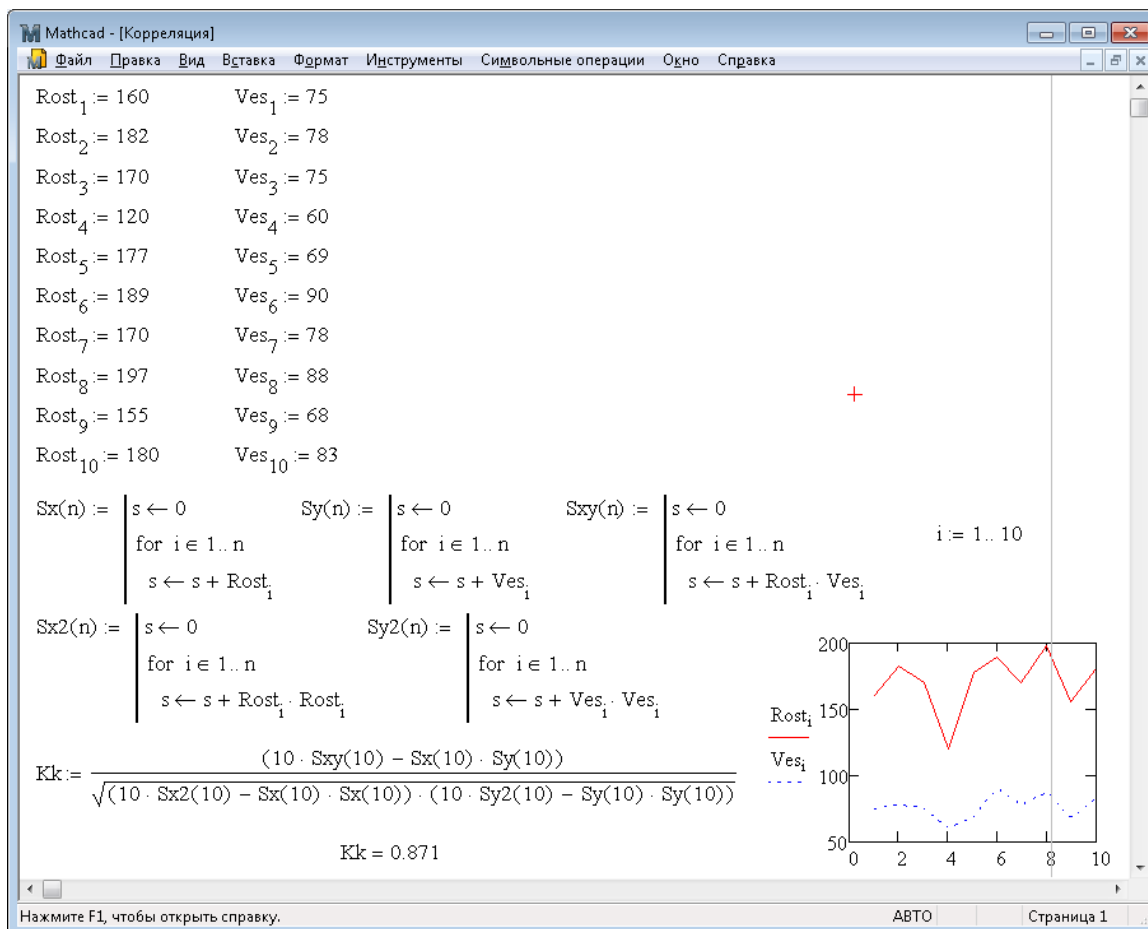 Mathcad - [Корреляция]
Файл Правка Вид Вставка Формат Инструменты Символьные операции Окно Справка
Rost1 := 160 Ves1 := 75
Rost2 := 182 Ves2 := 78
Rost3 := 170 Ves3 := 75
Rost4 := 120 Ves4 := 60
Rost5 := 177 Ves5 := 69
Rost6 := 189 Ves6 := 90
Rost7 := 170 Ves7 := 78
Rost8 := 197 Ves8 := 88
Rost9 := 155 Ves9 := 68
Rost10 := 180 Ves10 := 83
Sx(n) := s ← 0 Sy(n) := s ← 0 Sxy(n) := s ← 0
for i ∈ 1.. n for i ∈ 1.. n for i ∈ 1.. n i := 1.. 10
s ← s + Rosti s ← s + Vesi s ← s + Rosti · Vesi
Sx2(n) := s ← 0 Sy2(n) := s ← 0
for i ∈ 1.. n for i ∈ 1.. n
s ← s + Rosti · Rosti s ← s + Vesi · Vesi
Kk := (10 · Sxy(10) − Sx(10) · Sy(10))
√(10 · Sx2(10) − Sx(10) · Sx(10)) · (10 · Sy2(10) − Sy(10) · Sy(10))
Kk = 0.871
200
Rosti 150
Vesi
100
50
0 2 4 6 8 10
Нажмите F1, чтобы открыть справку. АВТО Страница 1